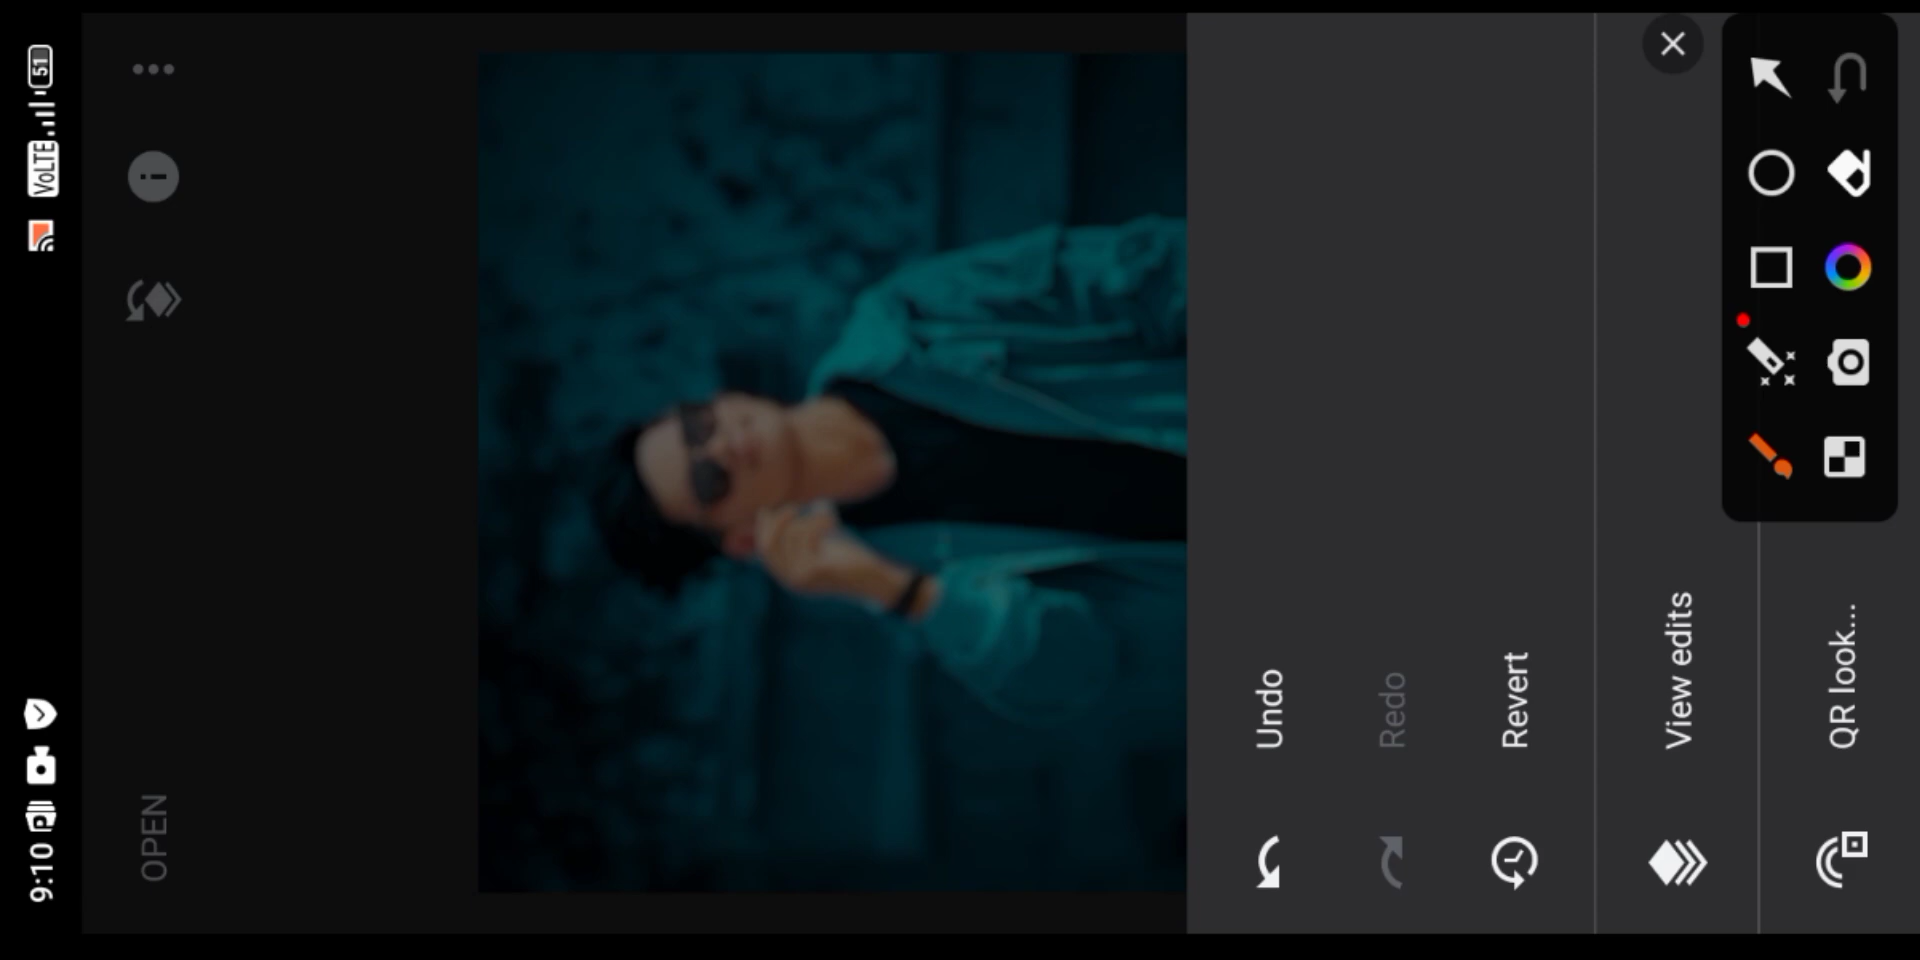 9:10
VoLTE
51
OPEN
Undo
Redo
Revert
View edits
QR look...